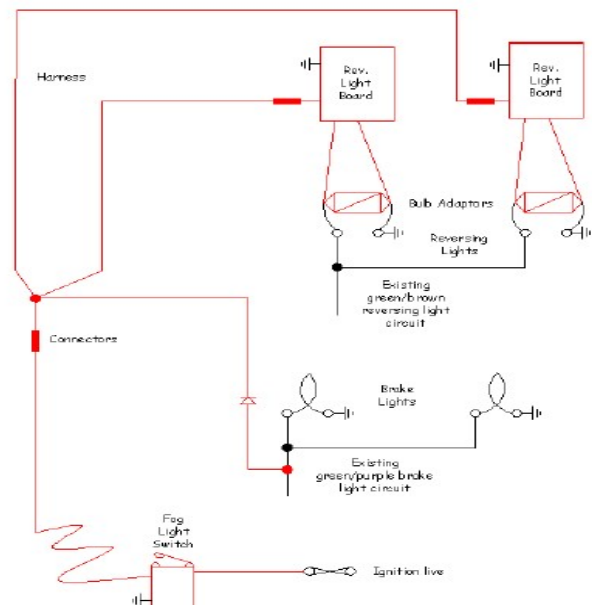 Rev.
Light
Board
Rev.
Light
Board
Harness
Bulb Adaptors
Reversing
Lights
Existing
green/brown
reversing light
circuit
Connectors
Brake
Lights
Existing
green/purple brake
light circuit
Fog
Light
Switch
Ignition live